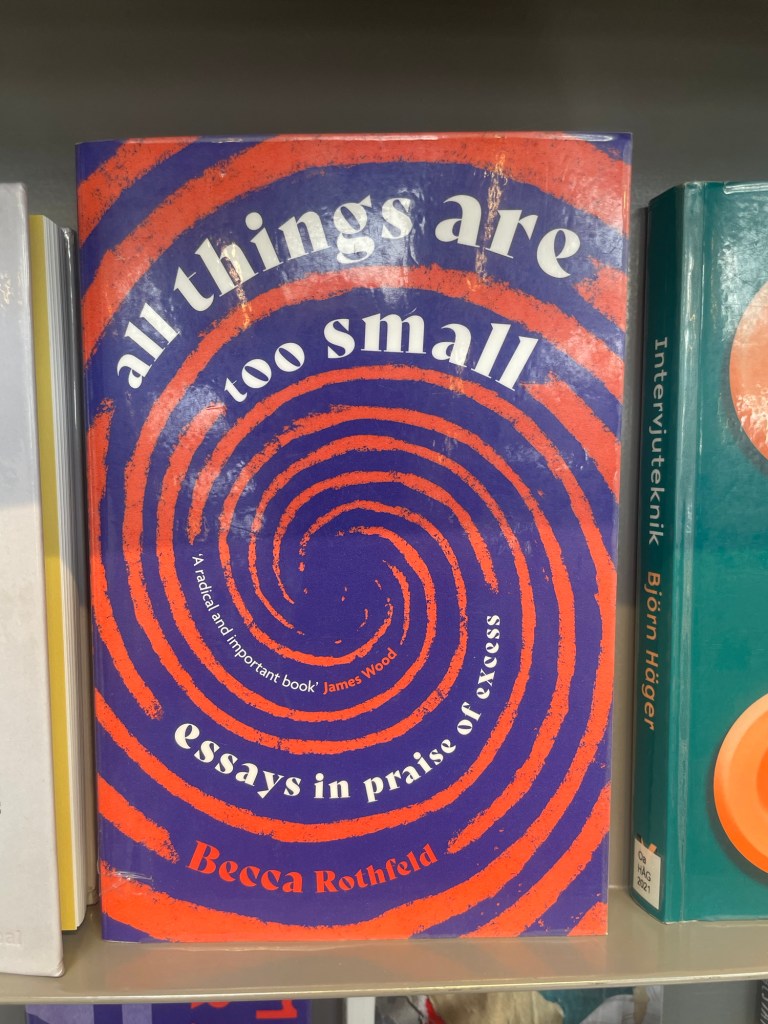 all things are
too small
'A radical and important book' James Wood
essays in praise of excess
Becca Rothfeld
Intervjuteknik Björn Häger
Ob
HÄG
2021